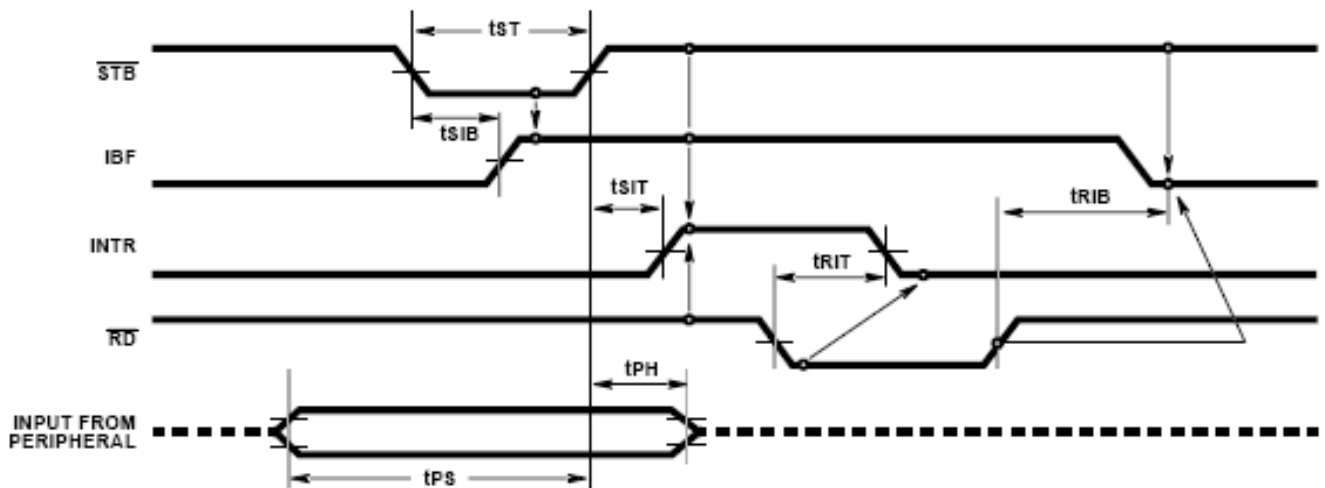 tST
STB
tSIB
IBF
tSIT
tRIB
INTR
tRIT
RD
tPH
INPUT FROM
PERIPHERAL
tPS